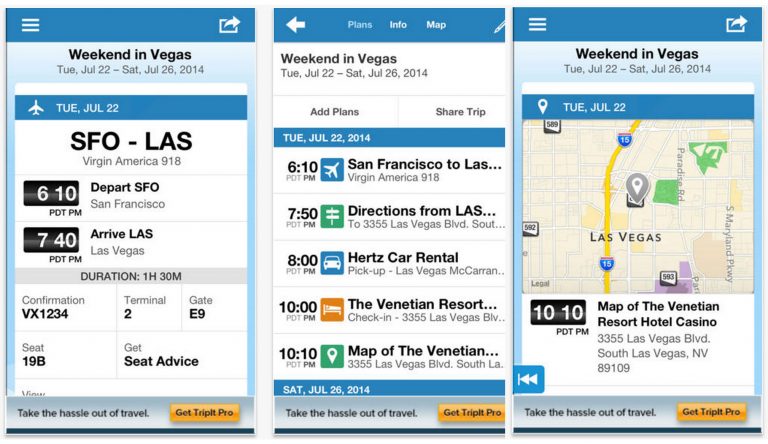 Weekend in Vegas
Tue, Jul 22 – Sat, Jul 26, 2014
TUE, JUL 22
SFO - LAS
Virgin America 918
6 10
PDT PM
Depart SFO
San Francisco
7 40
PDT PM
Arrive LAS
Las Vegas
DURATION: 1H 30M
Confirmation
VX1234
Terminal
2
Gate
E9
Seat
19B
Get
Seat Advice
View
Take the hassle out of travel.
Get TripIt Pro
Plans
Info
Map
Weekend in Vegas
Tue, Jul 22 – Sat, Jul 26, 2014
Add Plans
Share Trip
TUE, JUL 22, 2014
6:10
PDT PM
San Francisco to Las...
Virgin America 918
7:50
PDT PM
Directions from LAS...
To 3355 Las Vegas Blvd. Sout...
8:00
PDT PM
Hertz Car Rental
Pick-up - Las Vegas McCarran...
10:00
PDT PM
The Venetian Resort...
Check-in - 3355 Las Vegas Blv...
10:10
PDT PM
Map of The Venetian...
3355 Las Vegas Blvd. South La...
SAT, JUL 26, 2014
Take the hassle out of travel.
Get TripIt Pro
Weekend in Vegas
Tue, Jul 22 – Sat, Jul 26, 2014
TUE, JUL 22
589
15
Paradise Rd
S Maryland Pkwy
592
LAS VEGAS
15
593
Legal
10 10
PDT PM
Map of The Venetian
Resort Hotel Casino
3355 Las Vegas Blvd.
South Las Vegas, NV
89109
Take the hassle out of travel.
Get TripIt Pro